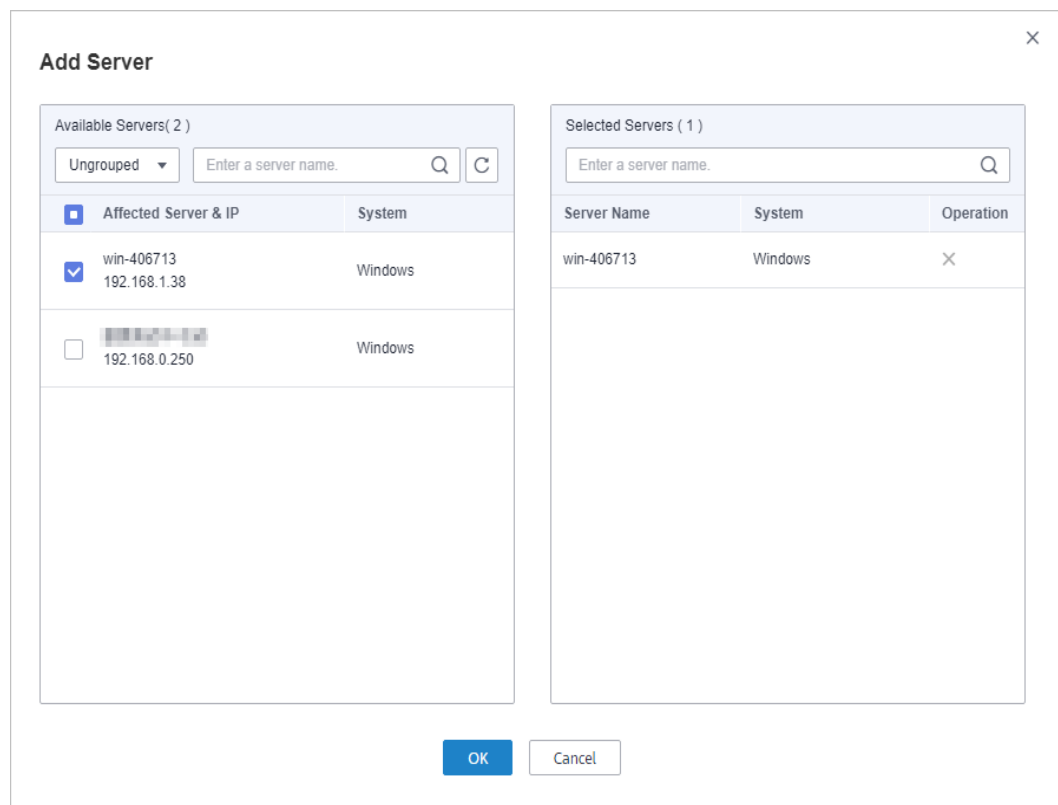 Add Server
Available Servers( 2 )
Ungrouped
Enter a server name.
Affected Server & IP
System
win-406713
192.168.1.38
Windows
192.168.0.250
Windows
Selected Servers ( 1 )
Enter a server name.
Server Name
System
Operation
win-406713
Windows
OK
Cancel